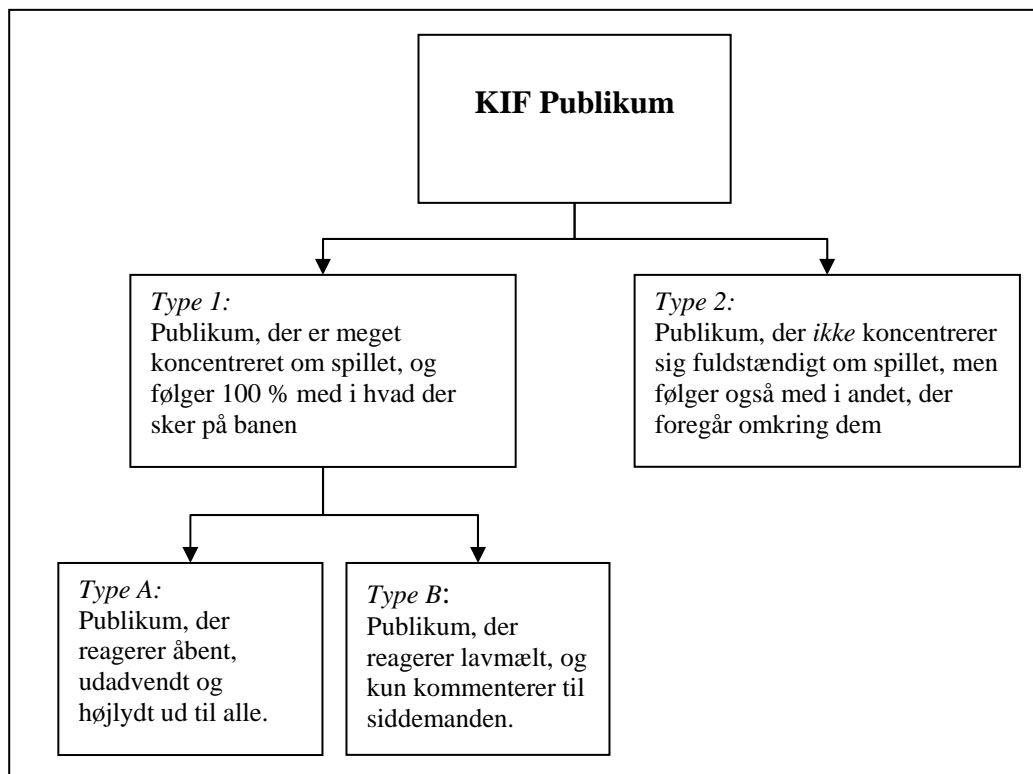 KIF Publikum
Type 1:
Publikum, der er meget
koncentreret om spillet, og
følger 100 % med i hvad der
sker på banen
Type 2:
Publikum, der ikke koncentrerer
sig fuldstændigt om spillet, men
følger også med i andet, der
foregår omkring dem
Type A:
Publikum, der
reagerer åbent,
udadvendt og
højlydt ud til alle.
Type B:
Publikum, der
reagerer lavmælt, og
kun kommenterer til
siddemanden.